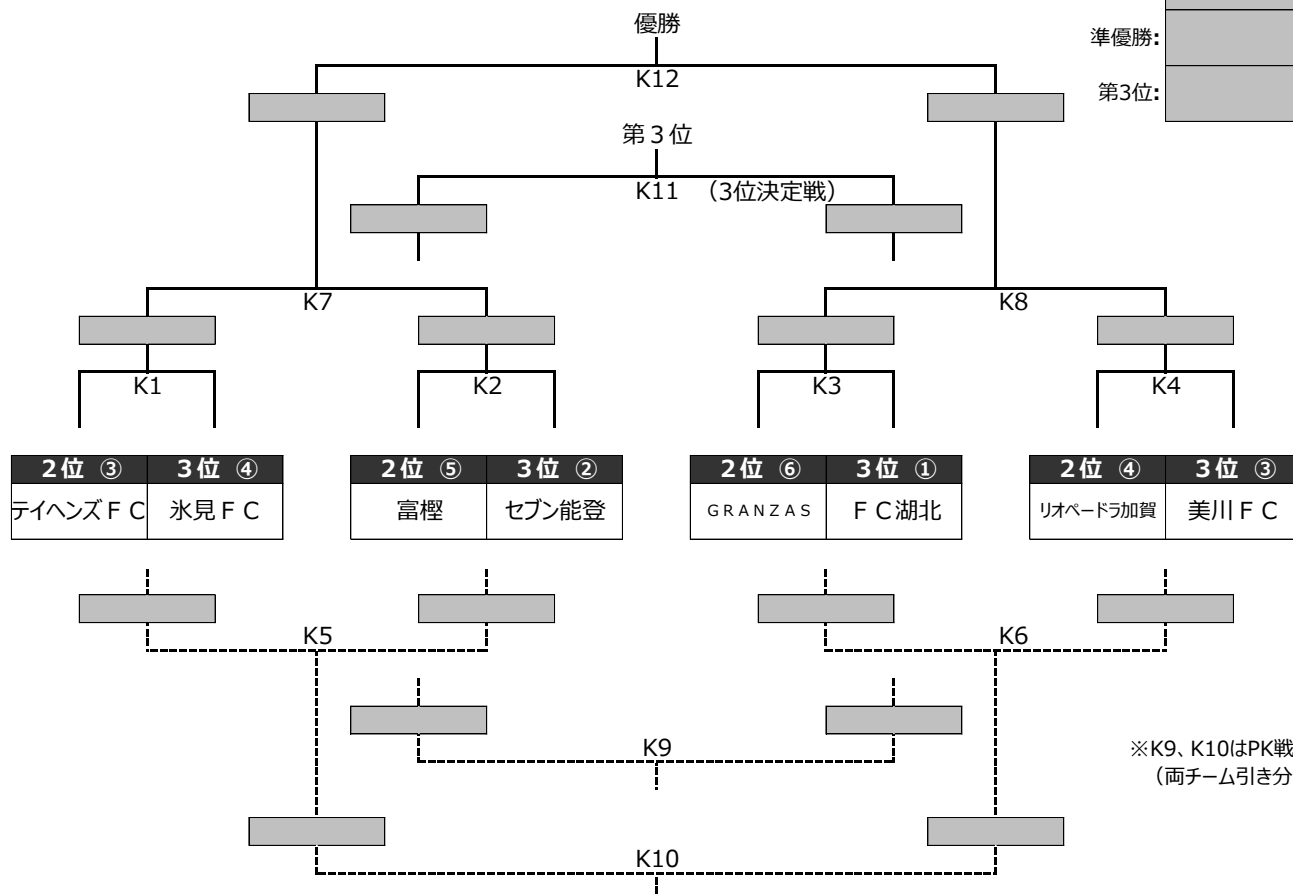 優勝
準優勝:
K12
第3位:
第３位
K11 （3位決定戦）
K7
K8
K1
K2
K3
K4
2位 ③
3位 ④
2位 ⑤
3位 ②
2位 ⑥
3位 ①
2位 ④
3位 ③
テイヘンズＦＣ
氷見ＦＣ
富樫
セブン能登
ＧＲＡＮＺＡＳ
ＦＣ湖北
リオペードラ加賀
美川ＦＣ
K5
K6
K9
※K9、K10はPK戦
（両チーム引き分
K10